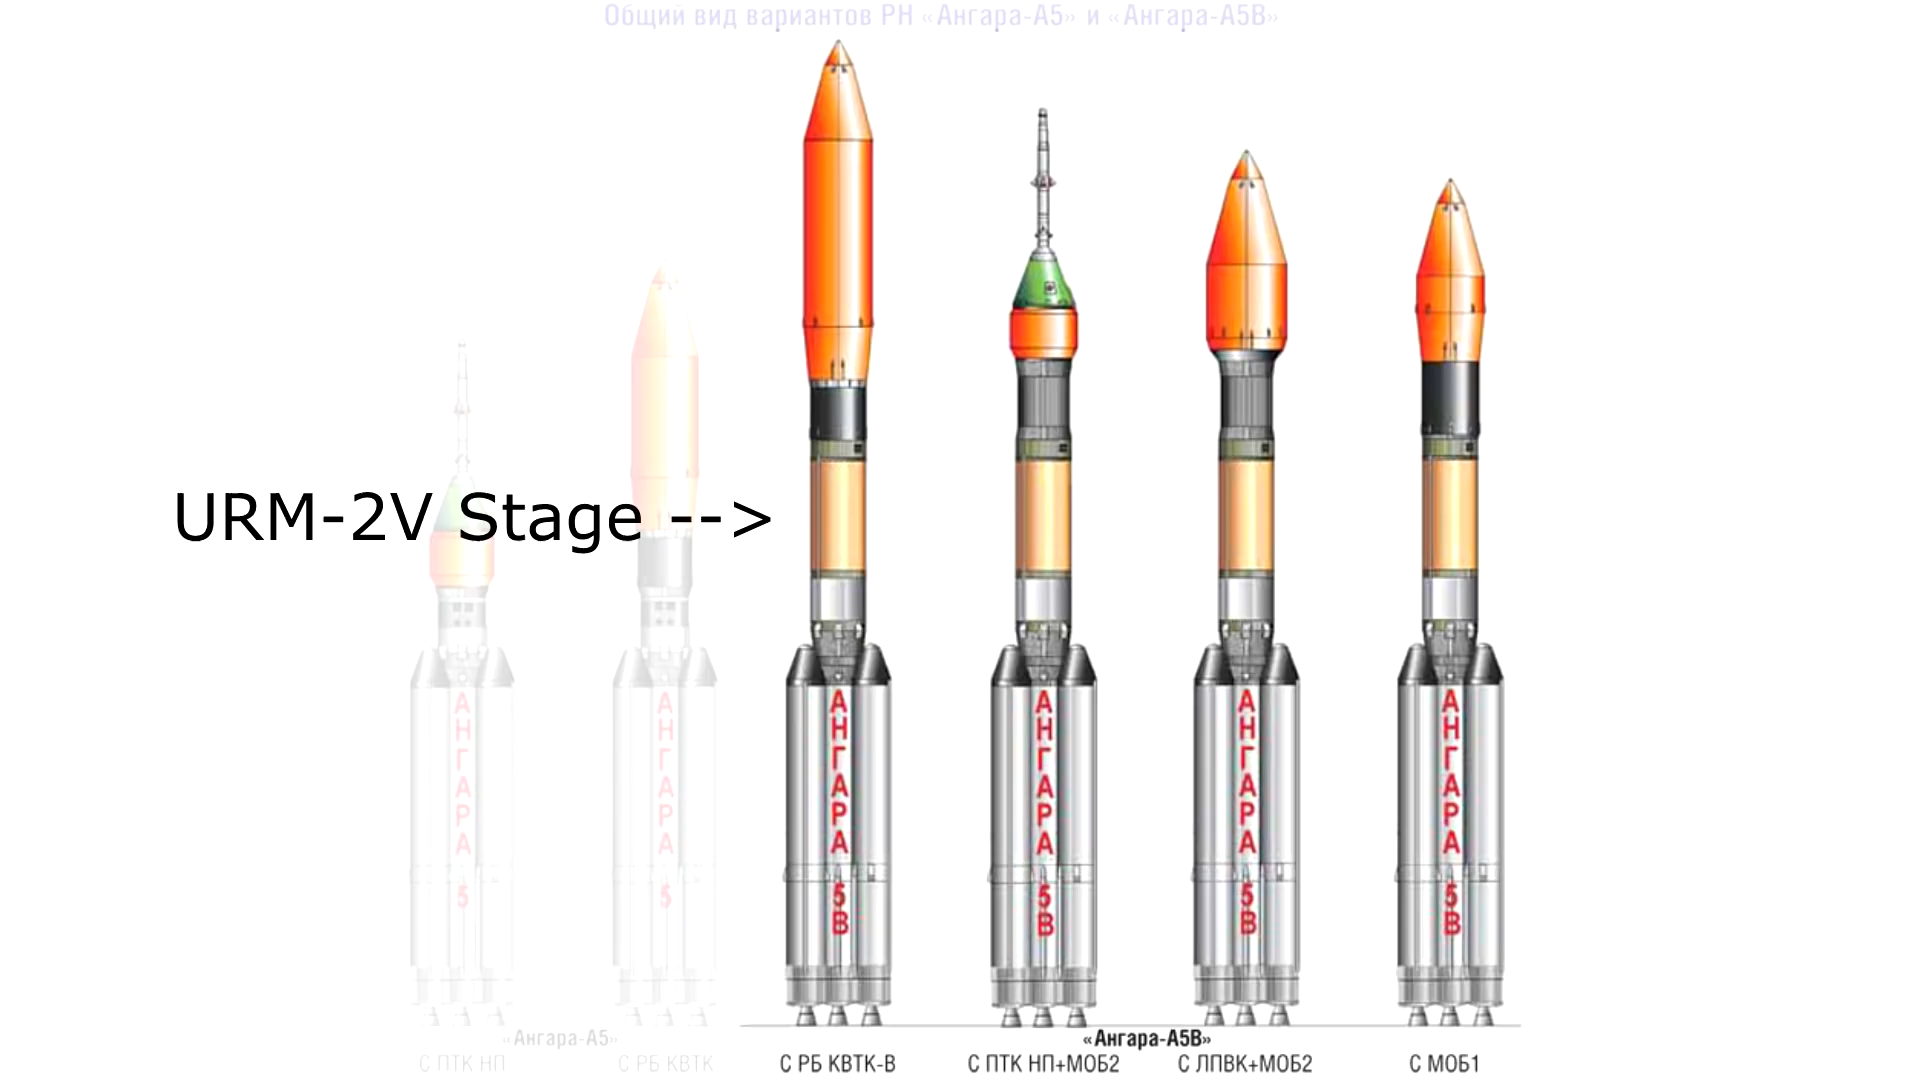 Общий вид вариантов РН «Ангара-А5» и «Ангара-А5В»
URM-2V Stage -->
АНГАРА 5
АНГАРА 5
АНГАРА 5В
АНГАРА 5В
АНГАРА 5В
АНГАРА 5В
«Ангара-А5»
«Ангара-А5В»
С ПТК НП
С РБ КВТК
С РБ КВТК-В
С ПТК НП+МОБ2
С ЛПВК+МОБ2
С МОБ1